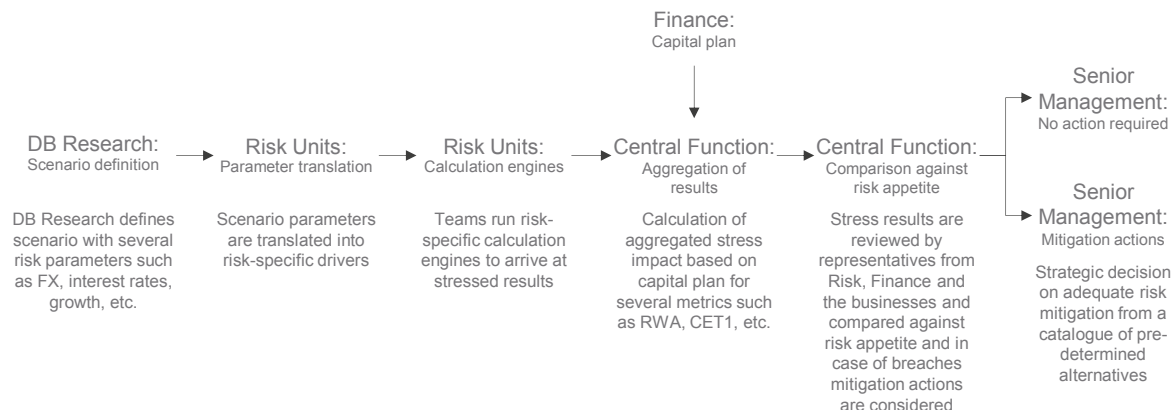 Finance:
Capital plan
DB Research:
Scenario definition
DB Research defines
scenario with several
risk parameters such
as FX, interest rates,
growth, etc.
Risk Units:
Parameter translation
Scenario parameters
are translated into
risk-specific drivers
Risk Units:
Calculation engines
Teams run risk-
specific calculation
engines to arrive at
stressed results
Central Function:
Aggregation of
results
Calculation of
aggregated stress
impact based on
capital plan for
several metrics such
as RWA, CET1, etc.
Central Function:
Comparison against
risk appetite
Stress results are
reviewed by
representatives from
Risk, Finance and
the businesses and
compared against
risk appetite and in
case of breaches
mitigation actions
are considered
Senior
Management:
No action required
Senior
Management:
Mitigation actions
Strategic decision
on adequate risk
mitigation from a
catalogue of pre-
determined
alternatives